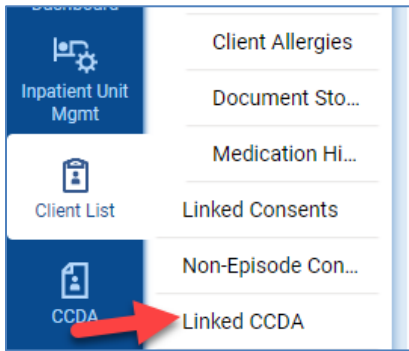 Dashboard
Inpatient Unit
Mgmt
Client List
CCDA
Client Allergies
Document Sto...
Medication Hi...
Linked Consents
Non-Episode Con...
Linked CCDA